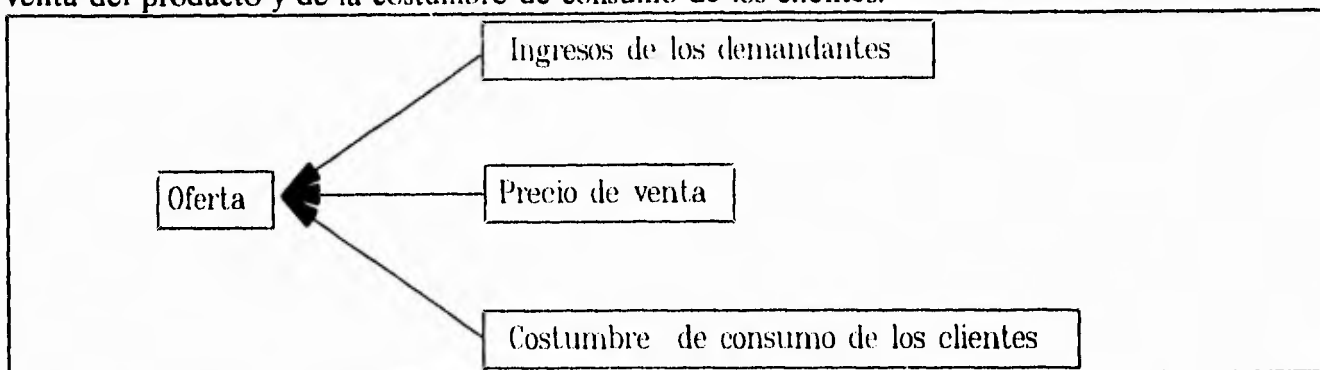 venta del producto y de la costumbre de consumo de los clientes.
Ingresos de los demandantes
Oferta
Precio de venta
Costumbre de consumo de los clientes